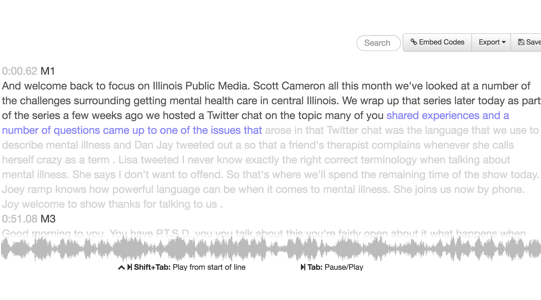 Search
Embed Codes
Export
Save
0:00.62 M1
And welcome back to focus on Illinois Public Media. Scott Cameron all this month we've looked at a number of
the challenges surrounding getting mental health care in central Illinois. We wrap that series later today as part
of the series a few weeks ago we hosted a Twitter chat on the topic many of you shared experiences and a
number of questions came up to one of the issues that arose in that Twitter chat was the language that we use to
describe mental illness and Dan Jay tweeted out a so that a friend's therapist complains whenever she calls
herself crazy as a term . Lisa tweeted I never know exactly the right correct terminology when talking about
mental illness. She says I don't want to offend. So that's where we'll spend the remaining time of the show today.
Joey ramp knows how powerful language can be when it comes to mental illness. She joins us now by phone.
Joy welcome to show thanks for talking to us .
0:51.08 M3
Good morning to you. You have P.T.S.D. you you talk about this you're fairly open about it what happens when
Shift+Tab: Play from start of line
Tab: Pause/Play